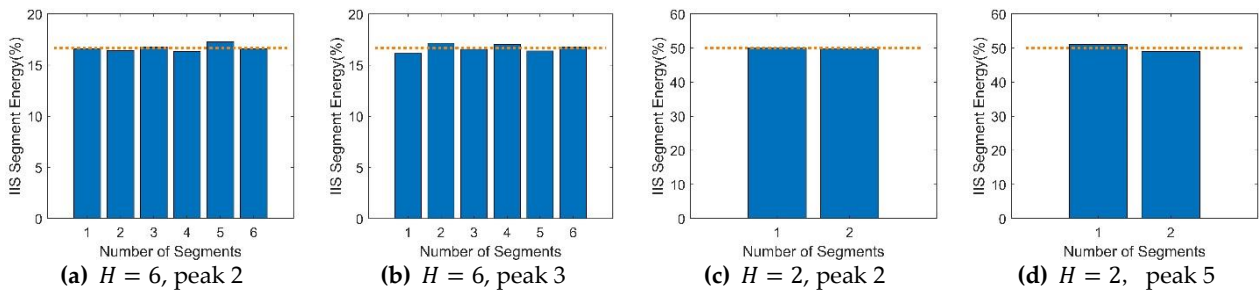 20
15
10
5
0
IIS Segment Energy(%)
1 2 3 4 5 6
Number of Segments
(a) H = 6, peak 2
20
15
10
5
0
IIS Segment Energy(%)
1 2 3 4 5 6
Number of Segments
(b) H = 6, peak 3
60
50
40
30
20
10
0
IIS Segment Energy(%)
1 2
Number of Segments
(c) H = 2, peak 2
60
50
40
30
20
10
0
IIS Segment Energy(%)
1 2
Number of Segments
(d) H = 2, peak 5